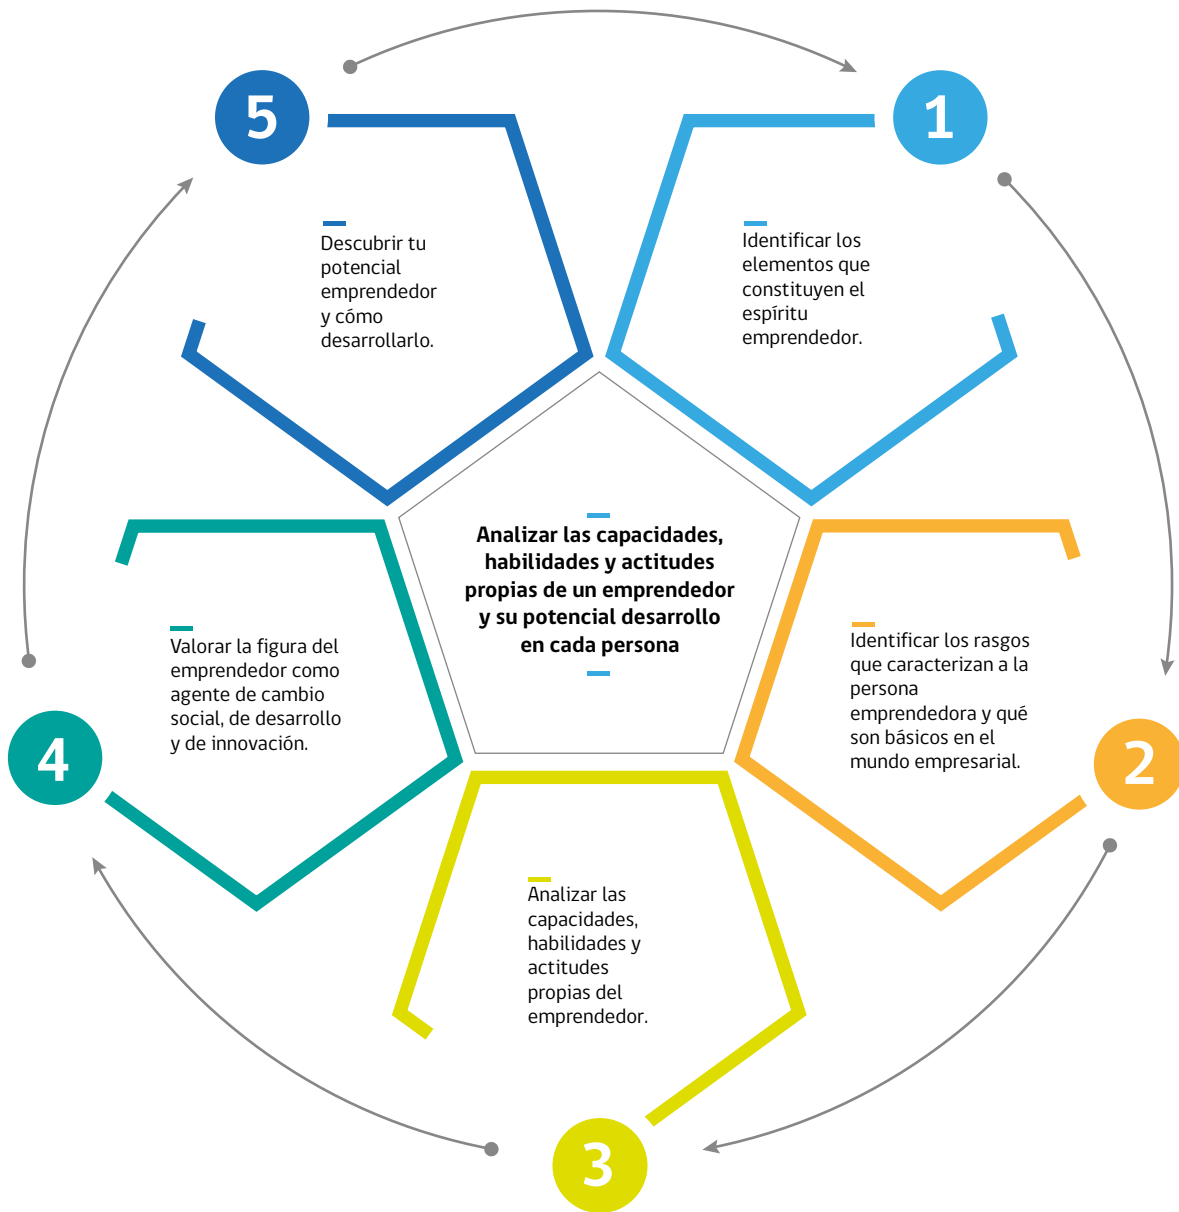 5
1
Descubrir tu
potencial
emprendedor
y cómo
desarrollarlo.
Identificar los
elementos que
constituyen el
espíritu
emprendedor.
Analizar las capacidades,
habilidades y actitudes
propias de un emprendedor
y su potencial desarrollo
en cada persona
Valorar la figura del
emprendedor como
agente de cambio
social, de desarrollo
y de innovación.
4
Identificar los rasgos
que caracterizan a la
persona
emprendedora y qué
son básicos en el
mundo empresarial.
2
Analizar las
capacidades,
habilidades y
actitudes
propias del
emprendedor.
3